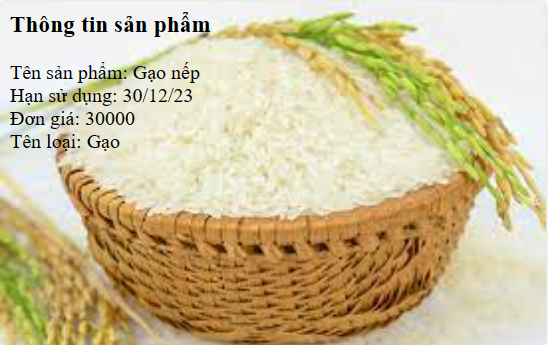 Thông tin sản phẩm
Tên sản phẩm: Gạo nếp
Hạn sử dụng: 30/12/23
Đơn giá: 30000
Tên loại: Gạo